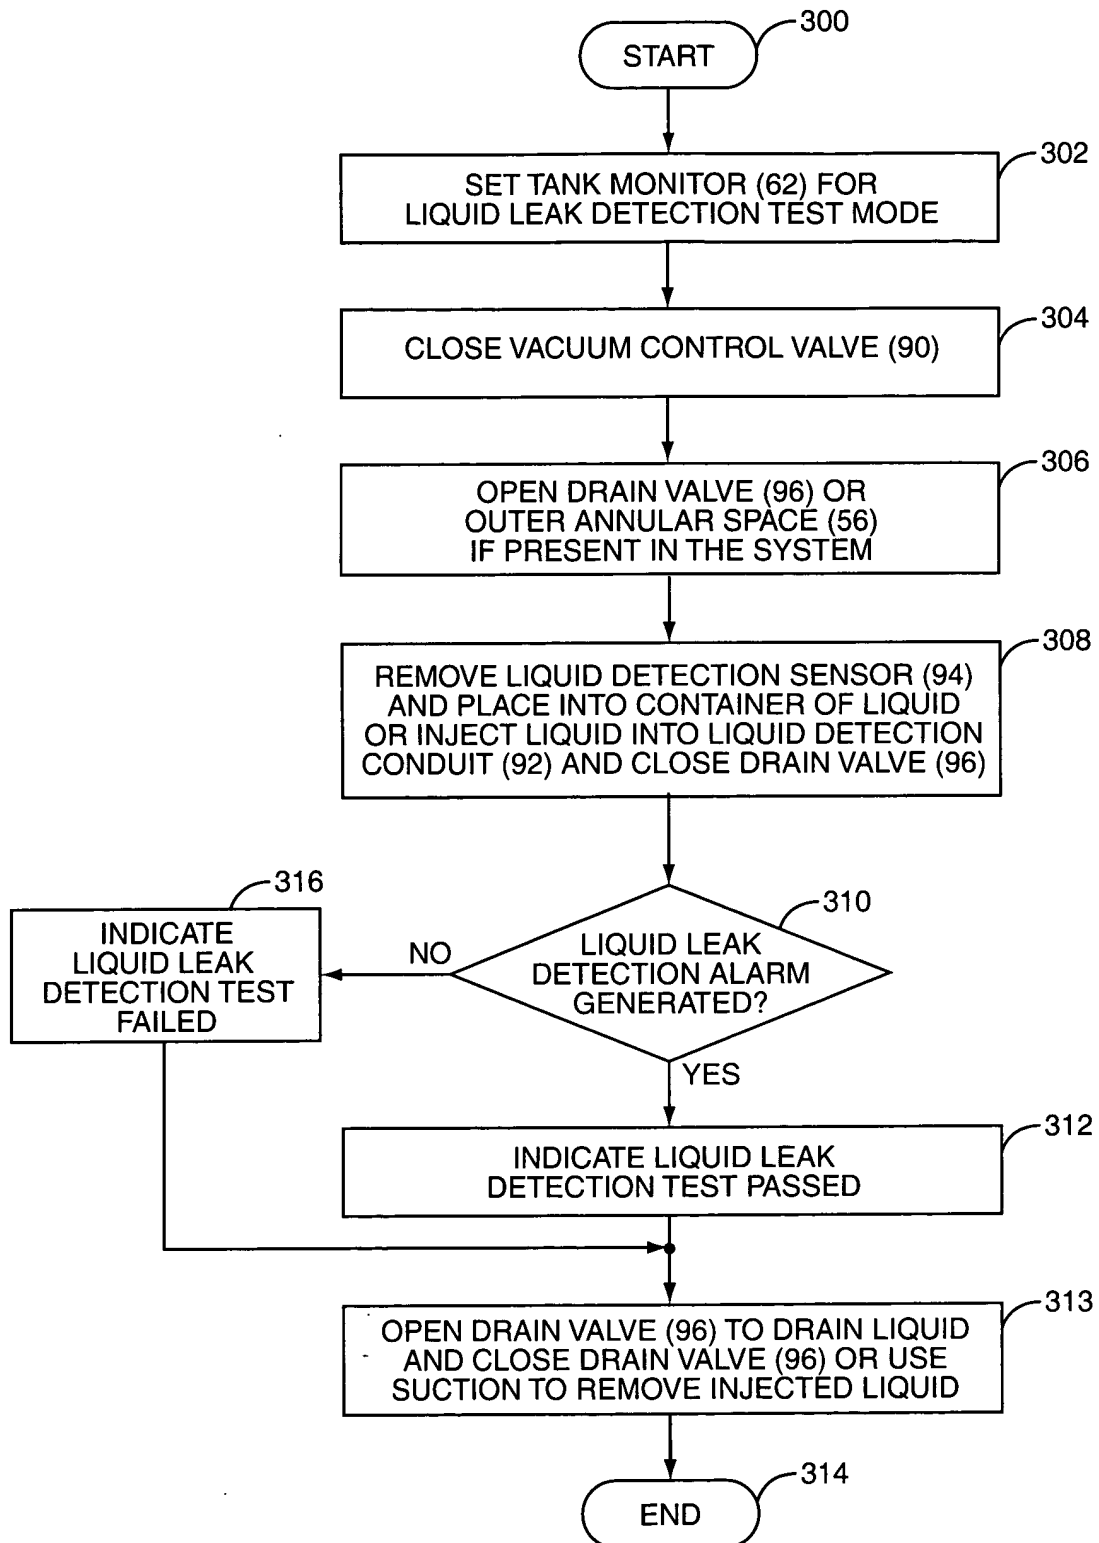 300
START
302
SET TANK MONITOR (62) FOR
LIQUID LEAK DETECTION TEST MODE
304
CLOSE VACUUM CONTROL VALVE (90)
306
OPEN DRAIN VALVE (96) OR
OUTER ANNULAR SPACE (56)
IF PRESENT IN THE SYSTEM
308
REMOVE LIQUID DETECTION SENSOR (94)
AND PLACE INTO CONTAINER OF LIQUID
OR INJECT LIQUID INTO LIQUID DETECTION
CONDUIT (92) AND CLOSE DRAIN VALVE (96)
310
LIQUID LEAK
DETECTION ALARM
GENERATED?
NO
316
INDICATE
LIQUID LEAK
DETECTION TEST
FAILED
YES
312
INDICATE LIQUID LEAK
DETECTION TEST PASSED
313
OPEN DRAIN VALVE (96) TO DRAIN LIQUID
AND CLOSE DRAIN VALVE (96) OR USE
SUCTION TO REMOVE INJECTED LIQUID
314
END